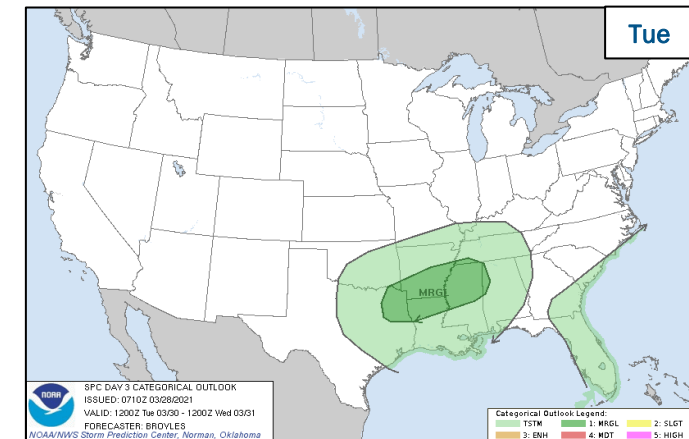 Tue
MRGL
NOAA
SPC DAY 3 CATEGORICAL OUTLOOK
ISSUED: 0710Z 03/28/2021
VALID: 1200Z Tue 03/30 - 1200Z Wed 03/31
FORECASTER: BROYLES
NOAA/NWS Storm Prediction Center, Norman, Oklahoma
Categorical Outlook Legend:
TSTM 1: MRGL 2: SLGT
3: ENH 4: MDT 5: HIGH